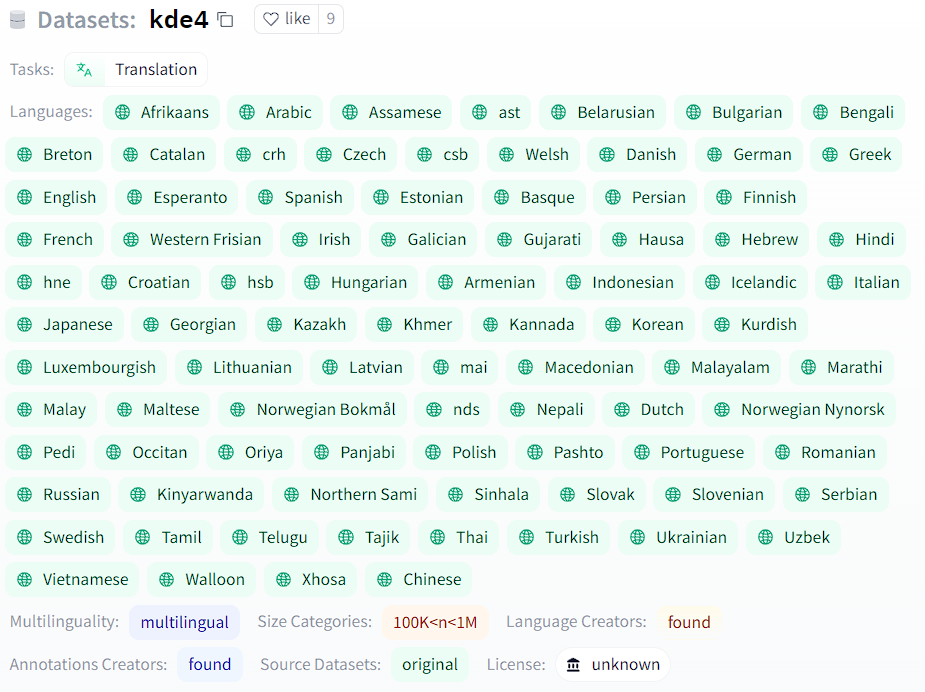 Datasets: kde4 like 9
Tasks: Translation
Languages: Afrikaans Arabic Assamese ast Belarusian Bulgarian Bengali
Breton Catalan crh Czech csb Welsh Danish German Greek
English Esperanto Spanish Estonian Basque Persian Finnish
French Western Frisian Irish Galician Gujarati Hausa Hebrew Hindi
hne Croatian hsb Hungarian Armenian Indonesian Icelandic Italian
Japanese Georgian Kazakh Khmer Kannada Korean Kurdish
Luxembourgish Lithuanian Latvian mai Macedonian Malayalam Marathi
Malay Maltese Norwegian Bokmål nds Nepali Dutch Norwegian Nynorsk
Pedi Occitan Oriya Panjabi Polish Pashto Portuguese Romanian
Russian Kinyarwanda Northern Sami Sinhala Slovak Slovenian Serbian
Swedish Tamil Telugu Tajik Thai Turkish Ukrainian Uzbek
Vietnamese Walloon Xhosa Chinese
Multilinguality: multilingual Size Categories: 100K<n<1M Language Creators: found
Annotations Creators: found Source Datasets: original License: unknown